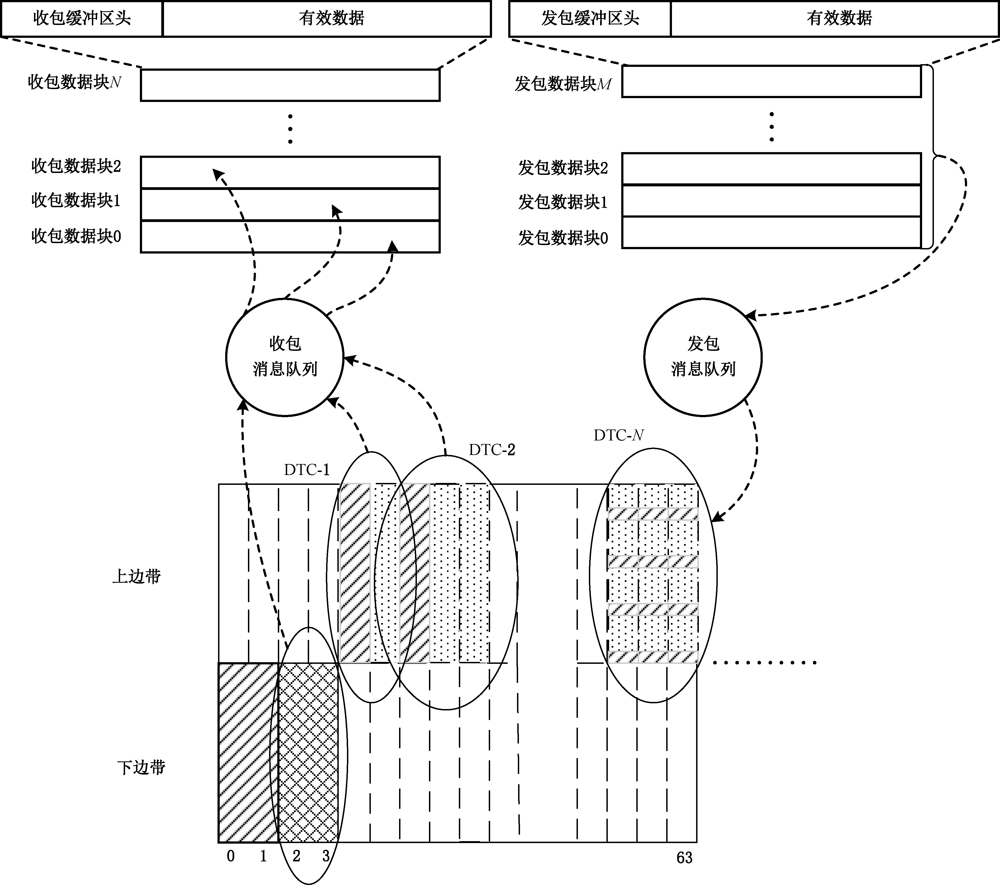 收包缓冲区头 有效数据 发包缓冲区头 有效数据
收包数据块N
发包数据块M
收包数据块2
发包数据块2
收包数据块1
发包数据块1
收包数据块0
发包数据块0
收包
消息队列
发包
消息队列
DTC-N
DTC-2
DTC-1
上边带
下边带
0 1 2 3 63